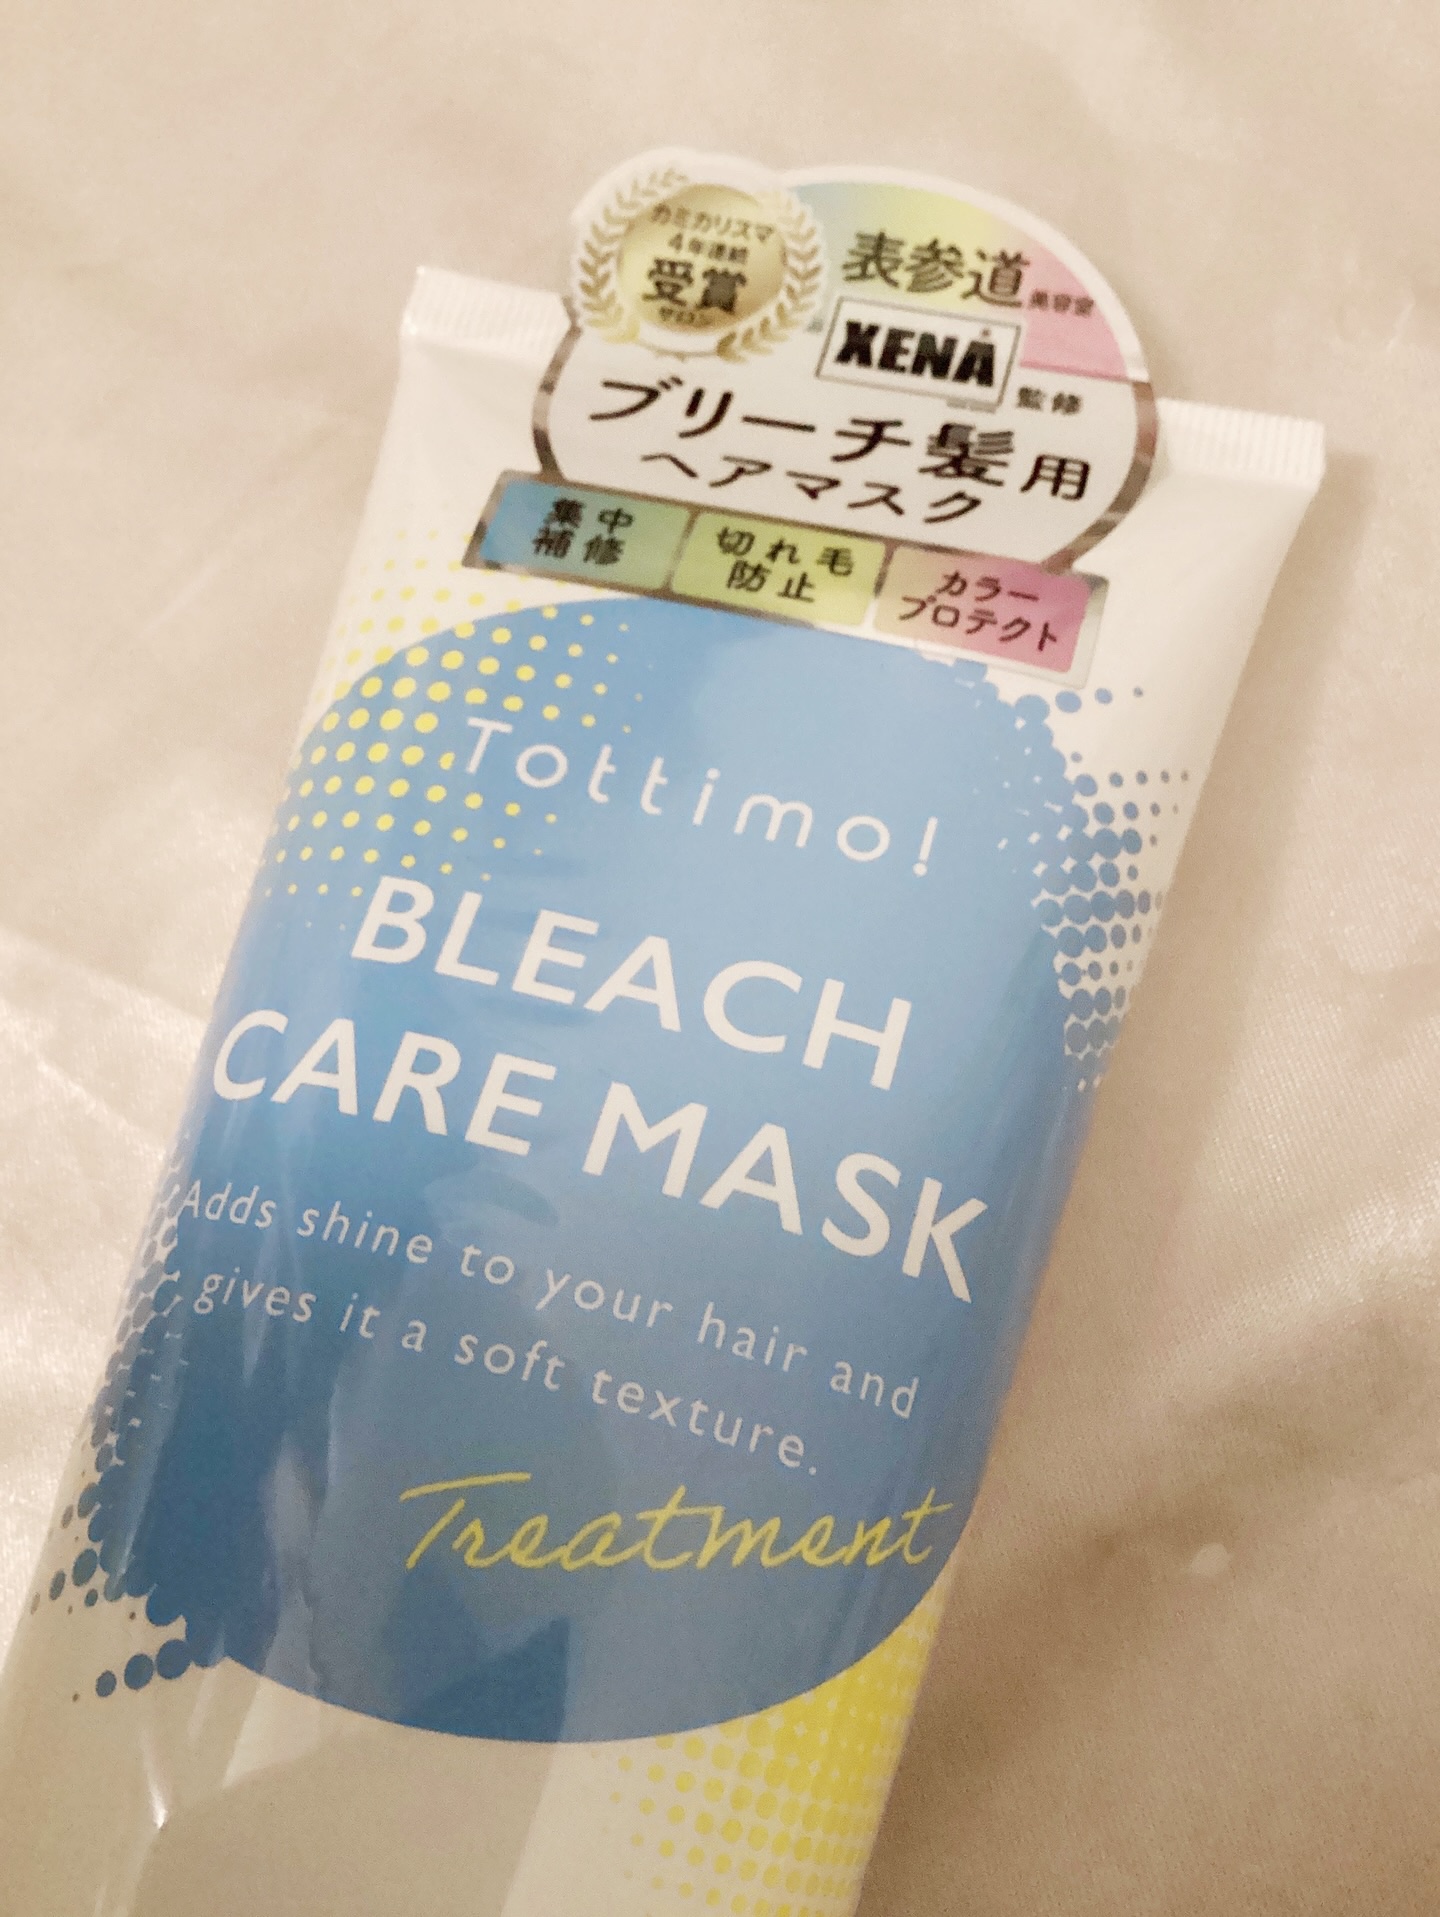 カミカリスマ
4年連続
受賞
サロン
表参道 美容室
XENA 監修
ブリーチ髪用
ヘアマスク
集中
補修
切れ毛
防止
カラー
プロテクト
Tottimo!
BLEACH
CARE MASK
Adds shine to your hair and
gives it a soft texture.
Treatment